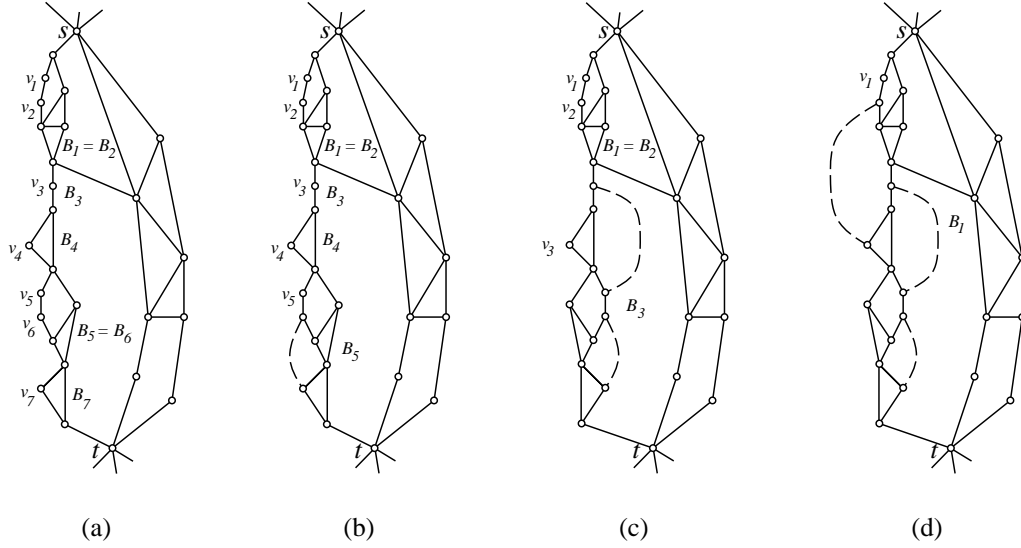 s
v1
v2
B1 = B2
v3
B3
v4
B4
v5
v6
B5 = B6
v7
B7
t
(a)
s
v1
v2
B1 = B2
v3
B3
v4
B4
v5
B5
t
(b)
s
v1
v2
B1 = B2
v3
B3
t
(c)
s
v1
B1
t
(d)